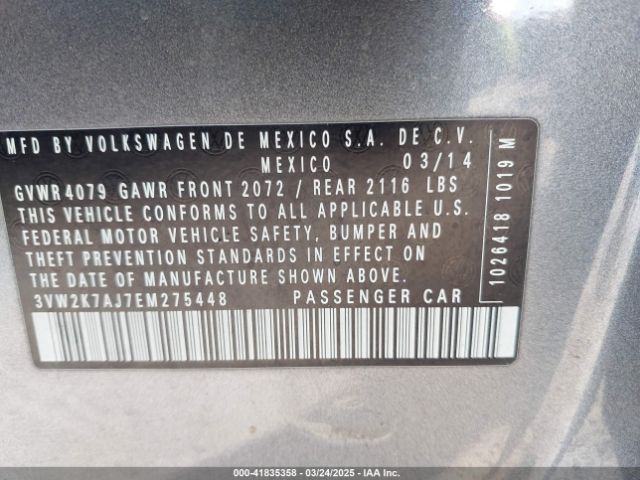 MFD BY VOLKSWAGEN DE MEXICO S.A. DE C.V.
MEXICO 03/14
GVWR 4079 GAWR FRONT 2072 / REAR 2116 LBS
THIS VEHICLE CONFORMS TO ALL APPLICABLE U.S.
FEDERAL MOTOR VEHICLE SAFETY, BUMPER AND
THEFT PREVENTION STANDARDS IN EFFECT ON
THE DATE OF MANUFACTURE SHOWN ABOVE.
3VW2K7AJ7EM275448 PASSENGER CAR
1026418 1019 M
000-41835358 - 03/24/2025 - IAA Inc.